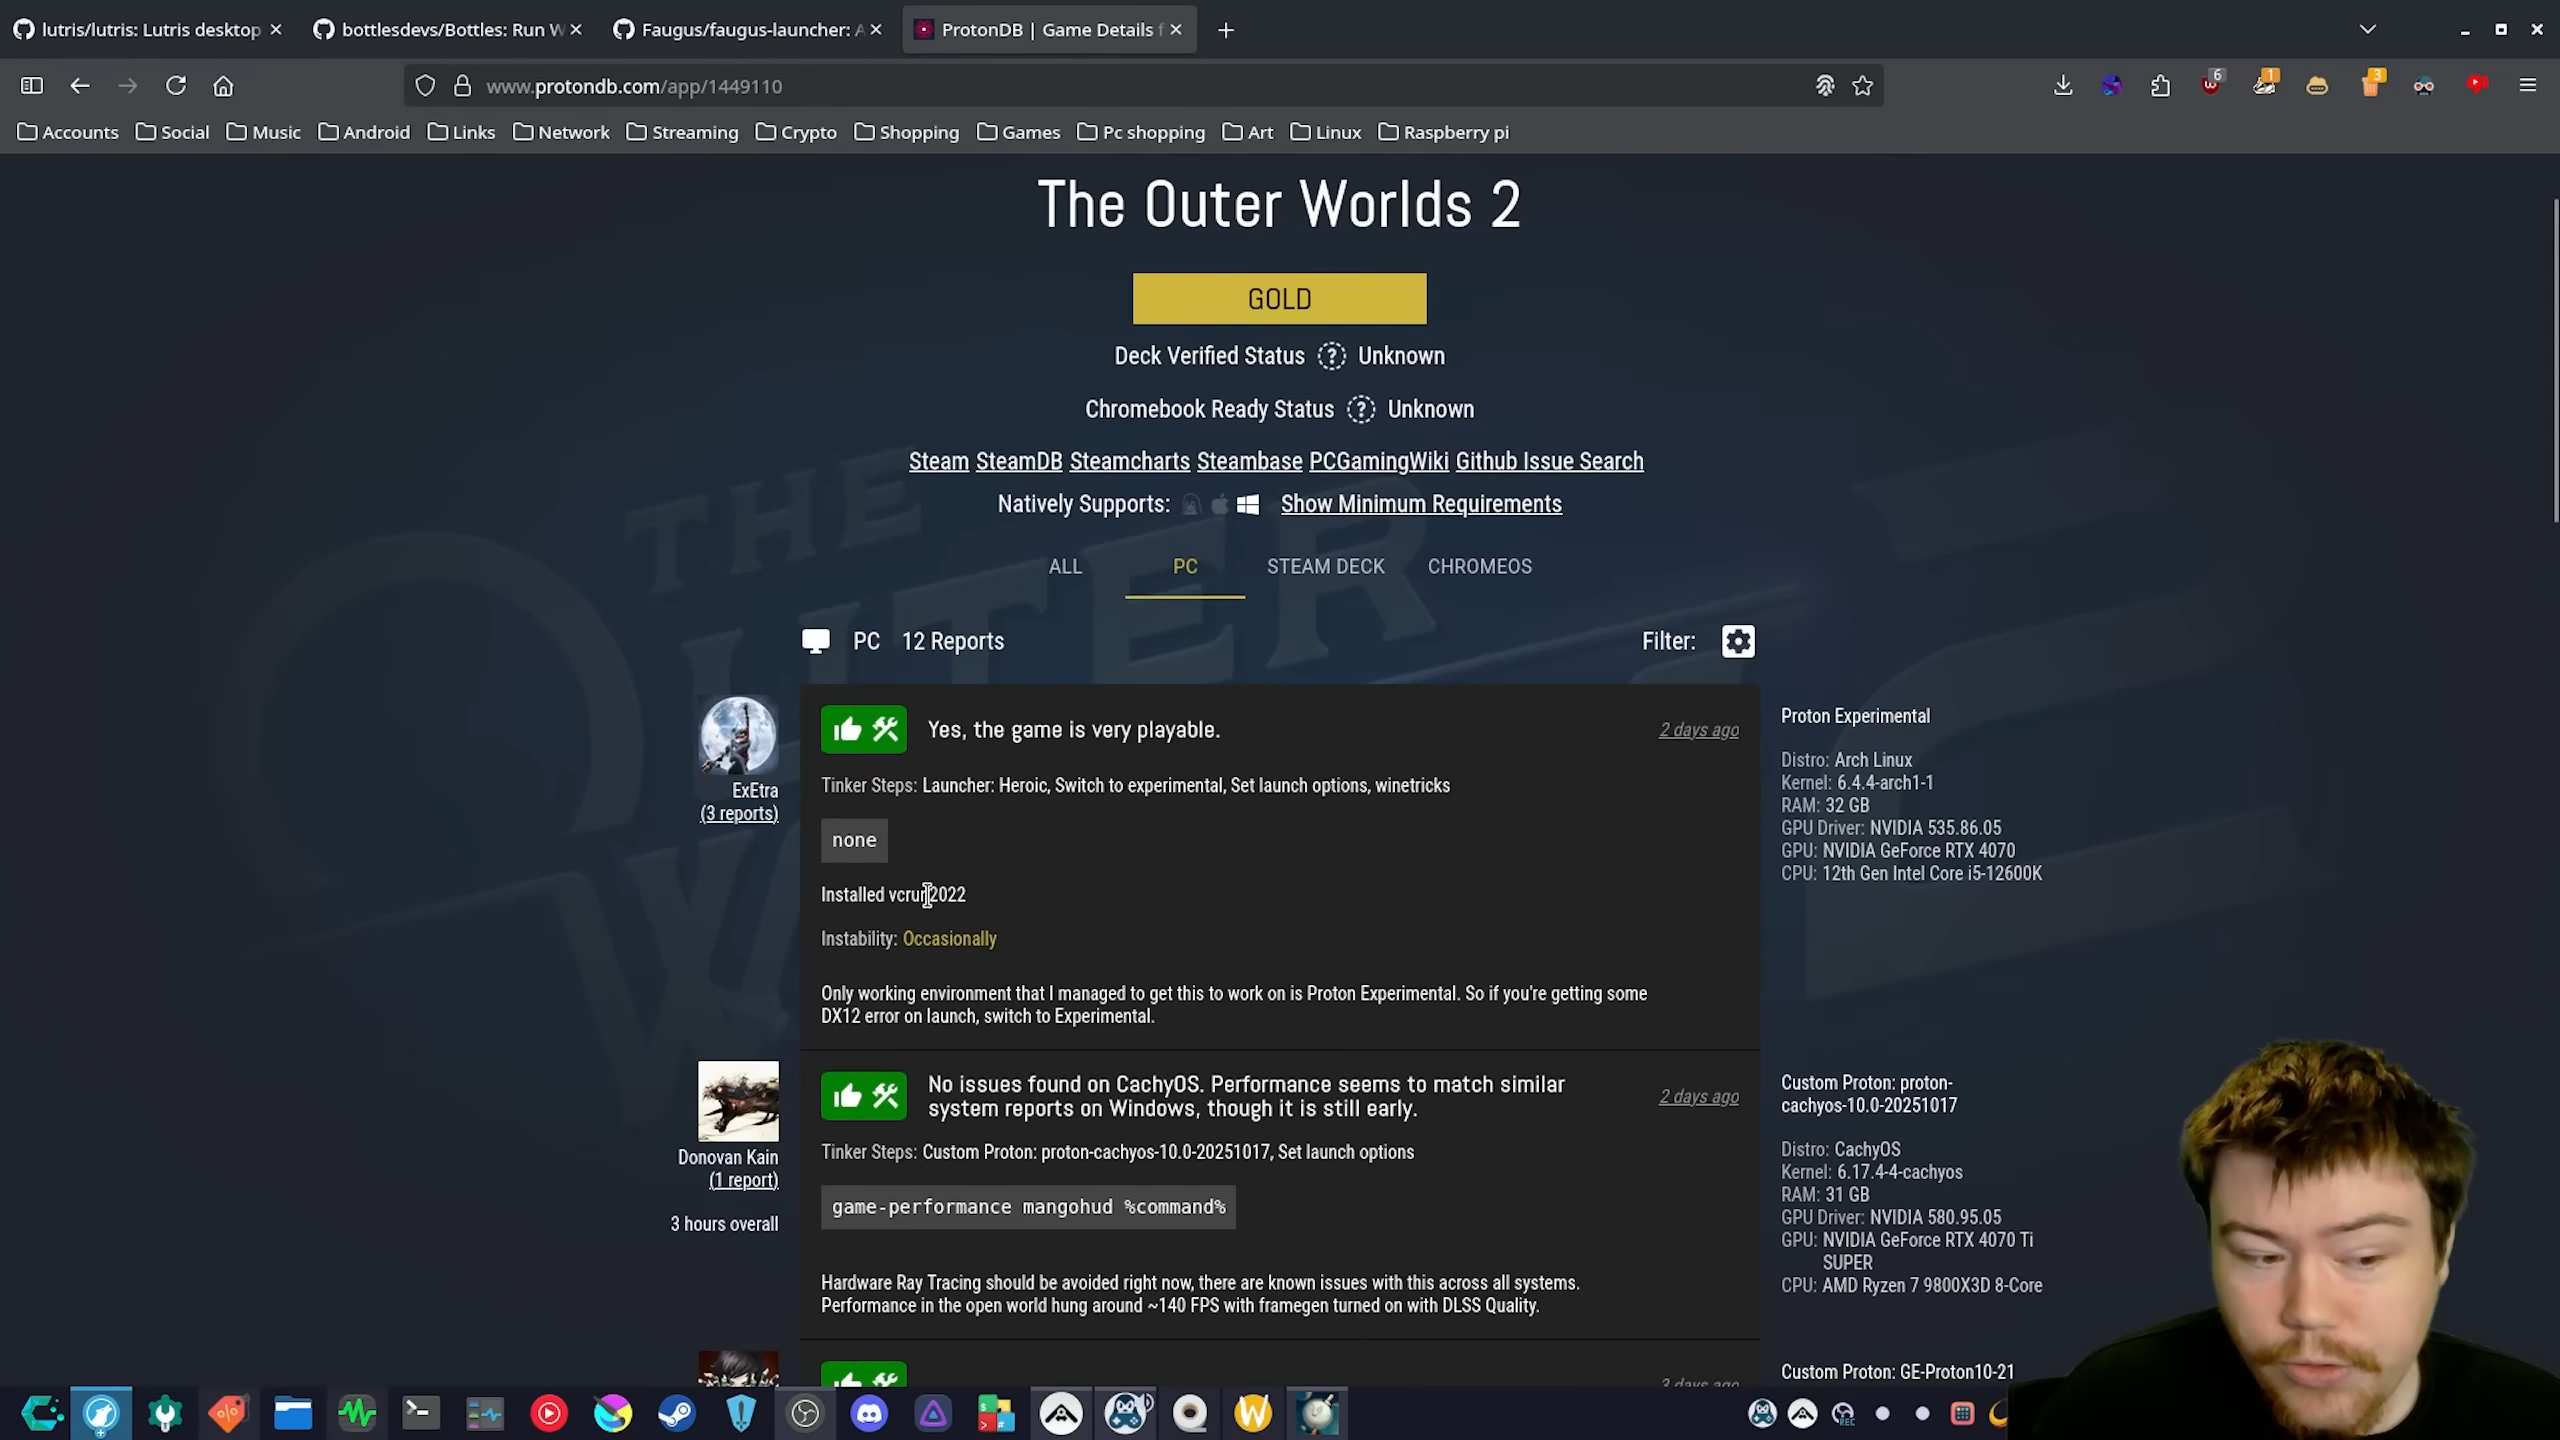 lutris/lutris: Lutris desktop
bottlesdevs/Bottles: Run W
Faugus/faugus-launcher: A
ProtonDB | Game Details f
www.protondb.com/app/1449110
6
1
3
Accounts
Social
Music
Android
Links
Network
Streaming
Crypto
Shopping
Games
Pc shopping
Art
Linux
Raspberry pi
The Outer Worlds 2
GOLD
Deck Verified Status ? Unknown
Chromebook Ready Status ? Unknown
Steam SteamDB Steamcharts Steambase PCGamingWiki Github Issue Search
Natively Supports: Show Minimum Requirements
THE OUTER
ALL
PC
STEAM DECK
CHROMEOS
PC 12 Reports
Filter:
ExEtra
(3 reports)
Yes, the game is very playable.
2 days ago
Tinker Steps: Launcher: Heroic, Switch to experimental, Set launch options, winetricks
none
Installed vcrun2022
Instability: Occasionally
Only working environment that I managed to get this to work on is Proton Experimental. So if you're getting some
DX12 error on launch, switch to Experimental.
Proton Experimental
Distro: Arch Linux
Kernel: 6.4.4-arch1-1
RAM: 32 GB
GPU Driver: NVIDIA 535.86.05
GPU: NVIDIA GeForce RTX 4070
CPU: 12th Gen Intel Core i5-12600K
Donovan Kain
(1 report)
3 hours overall
No issues found on CachyOS. Performance seems to match similar
system reports on Windows, though it is still early.
2 days ago
Tinker Steps: Custom Proton: proton-cachyos-10.0-20251017, Set launch options
game-performance mangohud %command%
Hardware Ray Tracing should be avoided right now, there are known issues with this across all systems.
Performance in the open world hung around ~140 FPS with framegen turned on with DLSS Quality.
Custom Proton: proton-
cachyos-10.0-20251017
Distro: CachyOS
Kernel: 6.17.4-4-cachyos
RAM: 31 GB
GPU Driver: NVIDIA 580.95.05
GPU: NVIDIA GeForce RTX 4070 Ti
SUPER
CPU: AMD Ryzen 7 9800X3D 8-Core
3 days ago
Custom Proton: GE-Proton10-21
REC